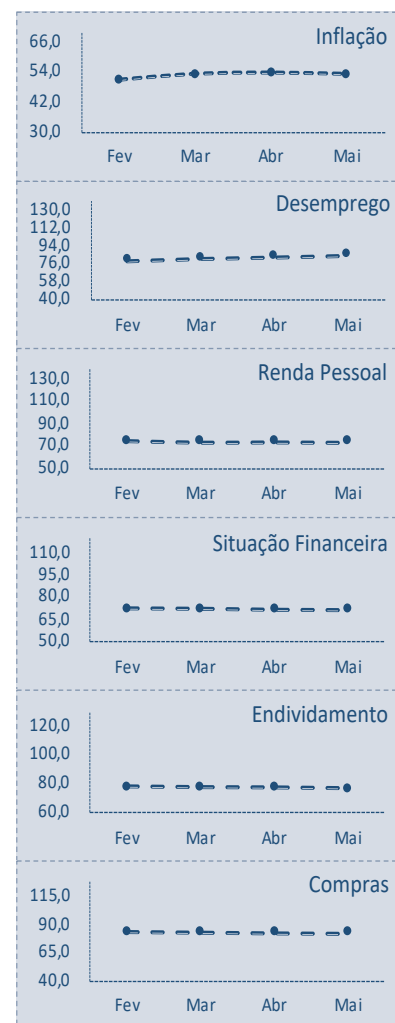 Inflação
66,0
54,0
42,0
30,0
Fev Mar Abr Mai
Desemprego
130,0
112,0
94,0
76,0
58,0
40,0
Fev Mar Abr Mai
Renda Pessoal
130,0
110,0
90,0
70,0
50,0
Fev Mar Abr Mai
Situação Financeira
110,0
95,0
80,0
65,0
50,0
Fev Mar Abr Mai
Endividamento
120,0
100,0
80,0
60,0
Fev Mar Abr Mai
Compras
115,0
90,0
65,0
40,0
Fev Mar Abr Mai